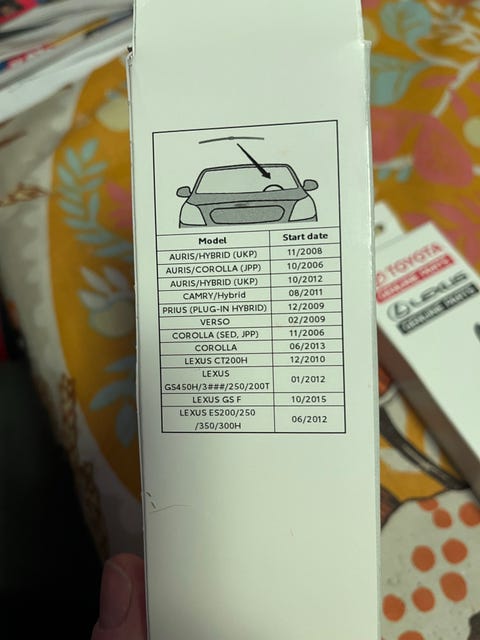 Model Start date
AURIS/HYBRID (UKP) 11/2008
AURIS/COROLLA (JPP) 10/2006
AURIS/HYBRID (UKP) 10/2012
CAMRY/Hybrid 08/2011
PRIUS (PLUG-IN HYBRID) 12/2009
VERSO 02/2009
COROLLA (SED, JPP) 11/2006
COROLLA 06/2013
LEXUS CT200H 12/2010
LEXUS
GS450H/3###/250/200T 01/2012
LEXUS GS F 10/2015
LEXUS ES200/250
/350/300H 06/2012
TOYOTA
GENUINE PARTS
LEXUS
GENUINE PARTS